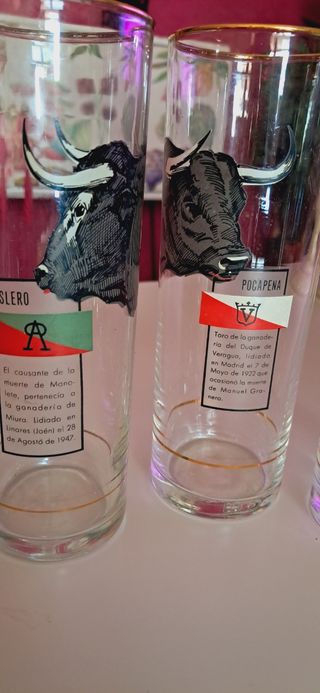 SLERO
El causante de la
muerte de Mano-
lete, pertenecía a
la ganadería de
Miura. Lidiado en
Linares (Jaén) el 28
de Agosto de 1947.
POCAPENA
V
Toro de la ganade-
ría del Duque de
Veragua, lidiado
en Madrid el 7 de
Mayo de 1922 que
ocasionó la muerte
de Manuel Gra-
nero.